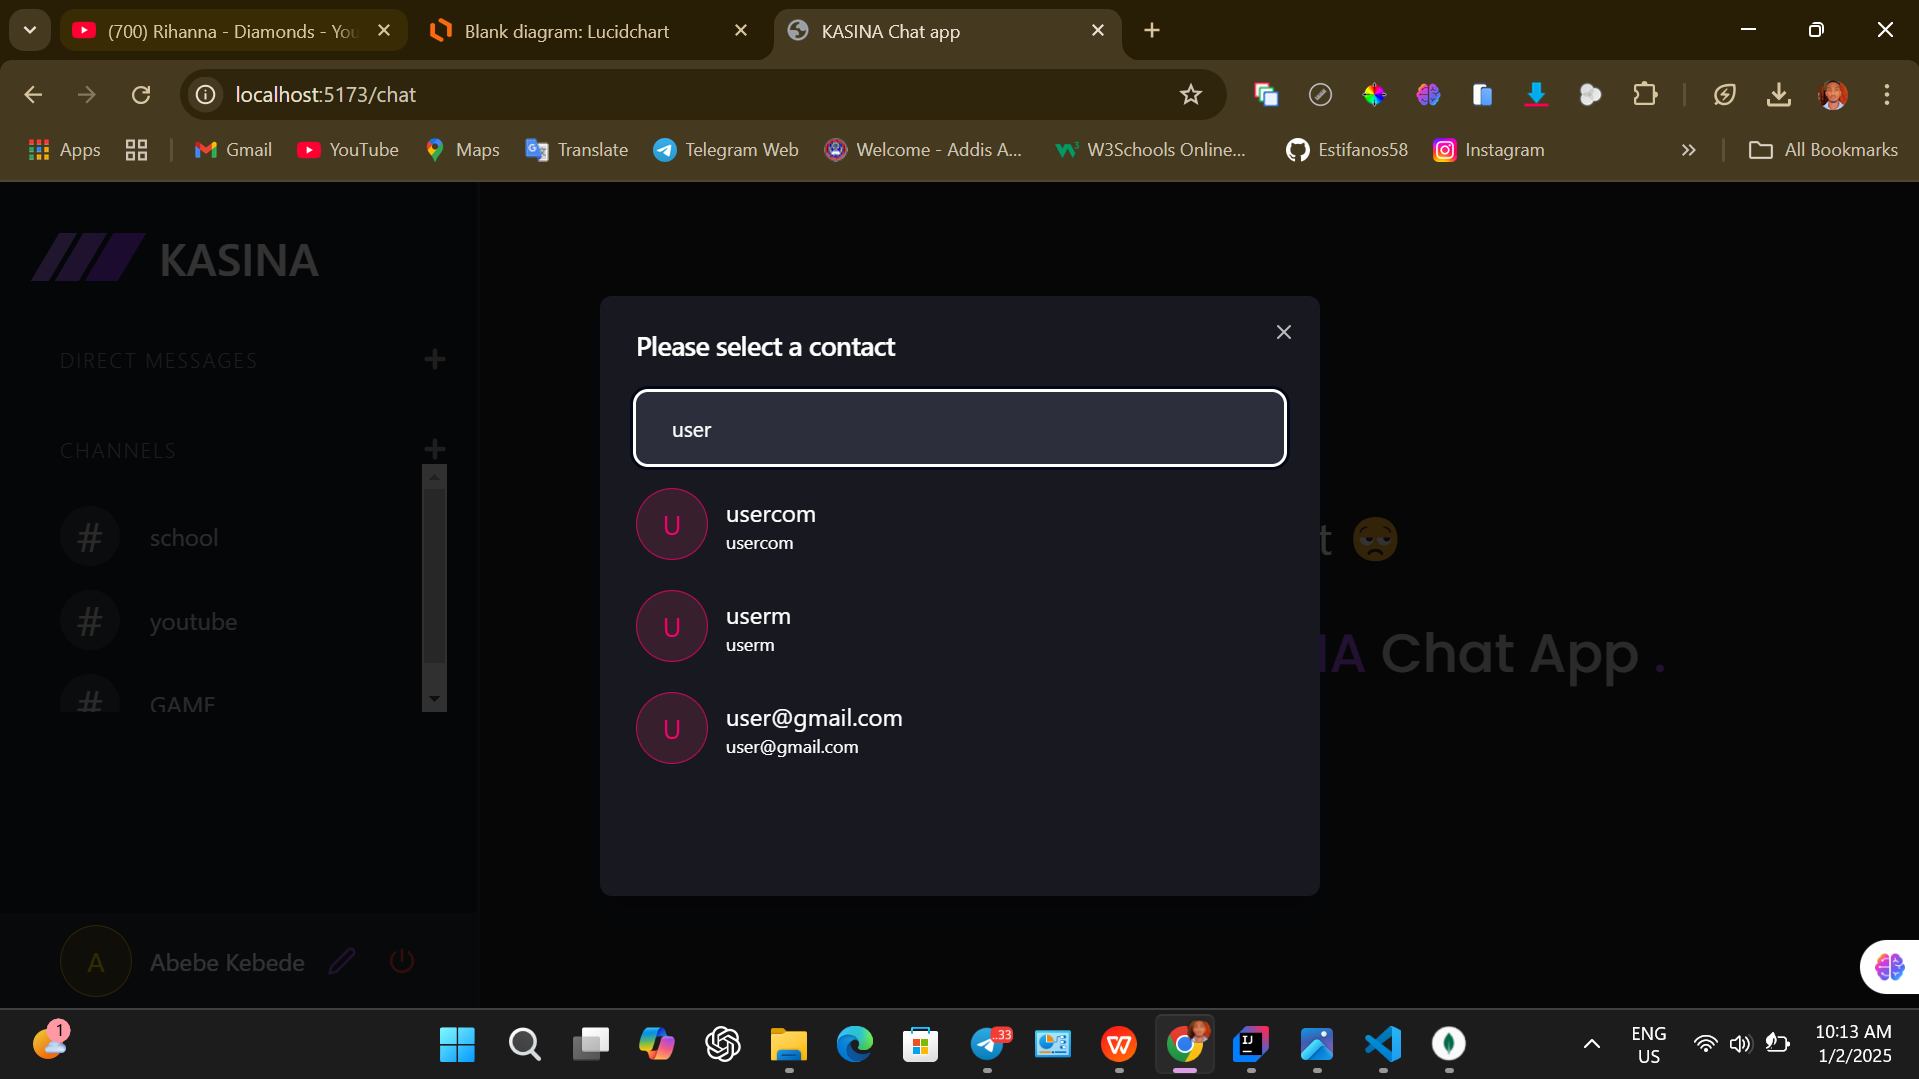 (700) Rihanna - Diamonds - You
Blank diagram: Lucidchart
KASINA Chat app
localhost:5173/chat
Apps
Gmail
YouTube
Maps
Translate
Telegram Web
Welcome - Addis A...
W3Schools Online...
Estifanos58
Instagram
All Bookmarks
KASINA
DIRECT MESSAGES
CHANNELS
# school
# youtube
# GAME
Please select a contact
user
U
usercom
usercom
U
userm
userm
U
user@gmail.com
user@gmail.com
t 😔
IA Chat App .
A
Abebe Kebede
1
..33
W
IJ
ENG
US
10:13 AM
1/2/2025